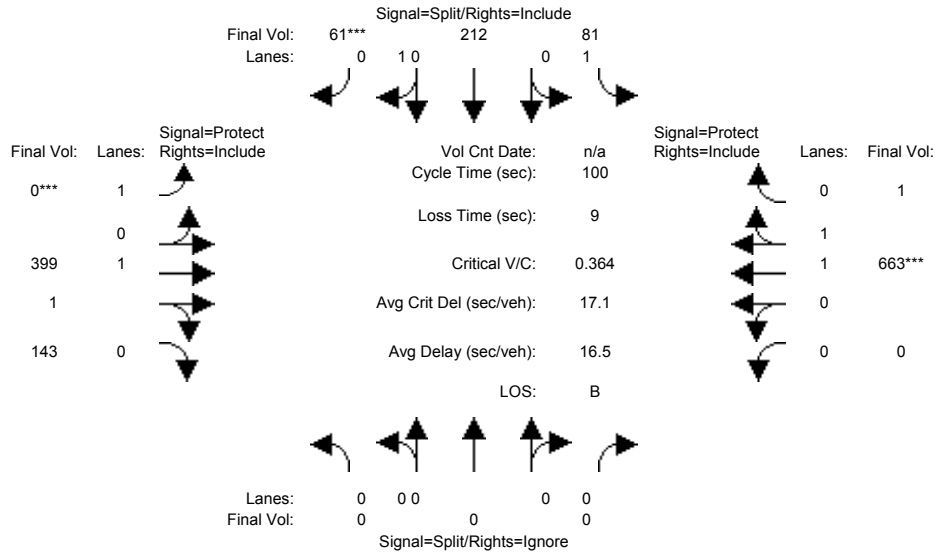 Signal=Split/Rights=Include
Final Vol: 61*** 212 81
Lanes: 0 1 0 0 1
Signal=Protect Signal=Protect
Final Vol: Lanes: Rights=Include Vol Cnt Date: n/a Rights=Include Lanes: Final Vol:
Cycle Time (sec): 100
0*** 1 0 1
Loss Time (sec): 9
0 1
399 1 Critical V/C: 0.364 1 663***
1 0 Avg Crit Del (sec/veh): 17.1 0
143 0 Avg Delay (sec/veh): 16.5 0 0
LOS: B
Lanes: 0 0 0 0 0
Final Vol: 0 0 0
Signal=Split/Rights=Ignore